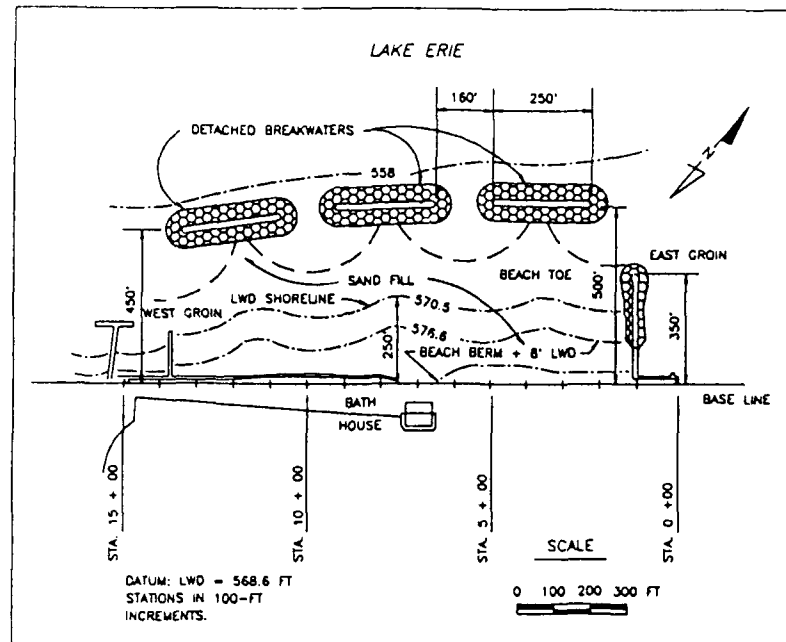 LAKE ERIE
160'
250'
DETACHED BREAKWATERS
N
558
EAST GROIN
SAND FILL
BEACH TOE
450'
500'
350'
WEST GROIN
LWD SHORELINE
570.5
576.6
250'
BEACH BERM + 8' LWD
BATH
HOUSE
BASE LINE
STA. 15 + 00
STA. 10 + 00
STA. 5 + 00
STA. 0 +00
SCALE
0 100 200 300 FT
DATUM: LWD = 568.6 FT
STATIONS IN 100-FT
INCREMENTS.